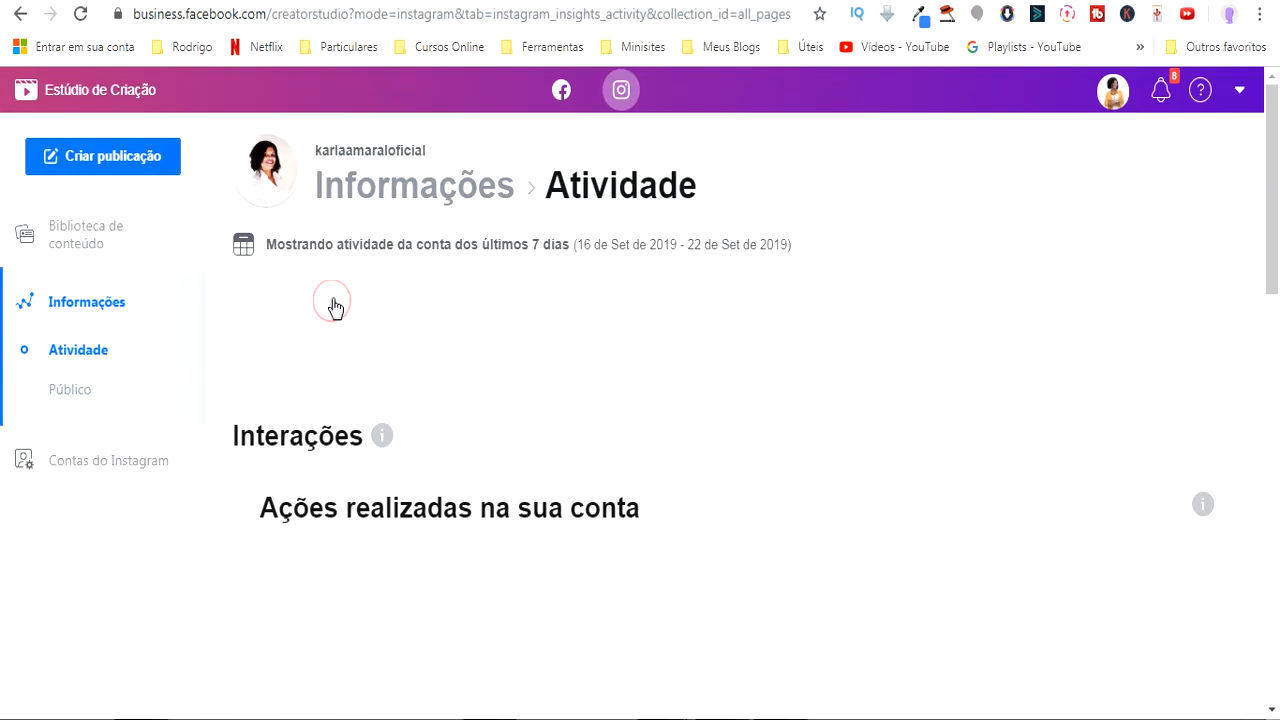 business.facebook.com/creatorstudio?mode=instagram&tab=instagram_insights_activity&collection_id=all_pages
Entrar em sua conta Rodrigo Netflix Particulares Cursos Online Ferramentas Minisites Meus Blogs Úteis Vídeos - YouTube Playlists - YouTube » Outros favoritos
Estúdio de Criação
8
Criar publicação
karlaamaraloficial
Informações › Atividade
Mostrando atividade da conta dos últimos 7 dias (16 de Set de 2019 - 22 de Set de 2019)
Biblioteca de
conteúdo
Informações
Atividade
Público
Contas do Instagram
Interações
Ações realizadas na sua conta